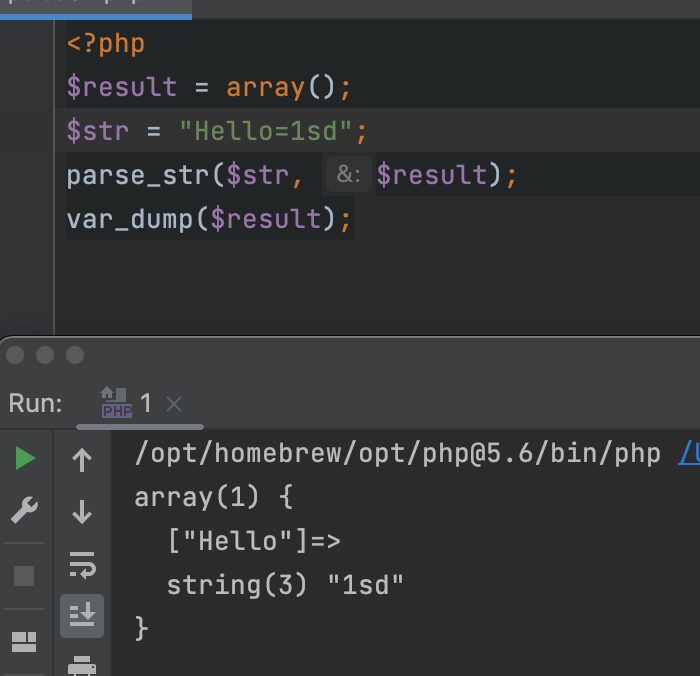 <?php
$result = array();
$str = "Hello=1sd";
parse_str($str, &: $result);
var_dump($result);
Run: PHP 1 ×
/opt/homebrew/opt/php@5.6/bin/php
array(1) {
["Hello"]=>
string(3) "1sd"
}